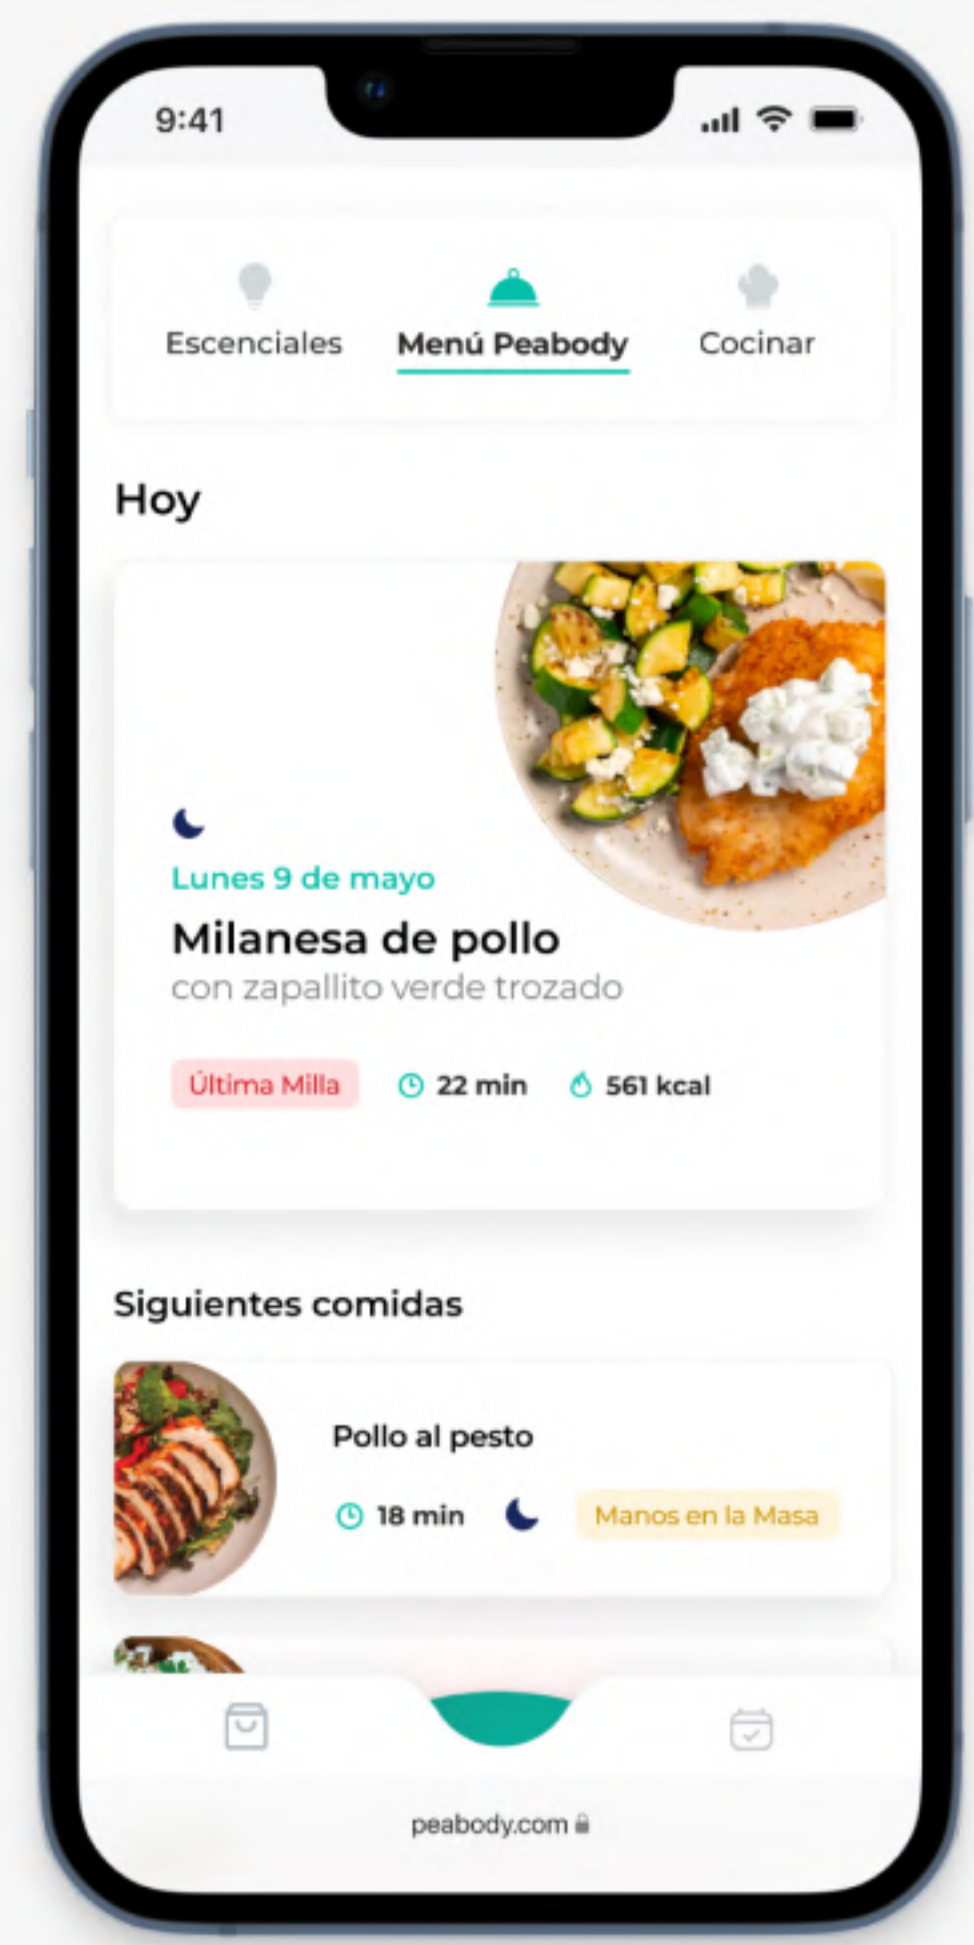 9:41
Escenciales
Menú Peabody
Cocinar
Hoy
Lunes 9 de mayo
Milanesa de pollo
con zapallito verde trozado
Última Milla
22 min
561 kcal
Siguientes comidas
Pollo al pesto
18 min
Manos en la Masa
peabody.com